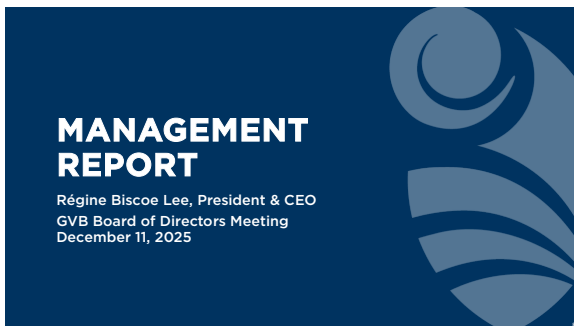 MANAGEMENT
REPORT
Régine Biscoe Lee, President & CEO
GVB Board of Directors Meeting
December 11, 2025